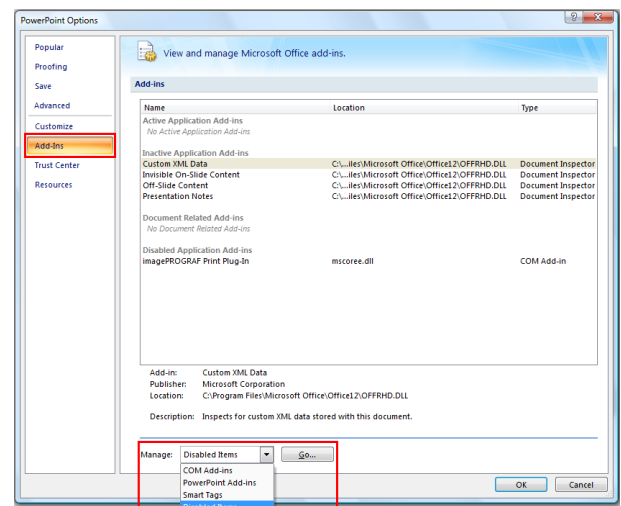 PowerPoint Options
Popular
Proofing
Save
Advanced
Customize
Add-Ins
Trust Center
Resources
View and manage Microsoft Office add-ins.
Add-ins
Name Location Type
Active Application Add-ins
No Active Application Add-ins
Inactive Application Add-ins
Custom XML Data C:\...iles\Microsoft Office\Office12\OFFRHD.DLL Document Inspector
Invisible On-Slide Content C:\...iles\Microsoft Office\Office12\OFFRHD.DLL Document Inspector
Off-Slide Content C:\...iles\Microsoft Office\Office12\OFFRHD.DLL Document Inspector
Presentation Notes C:\...iles\Microsoft Office\Office12\OFFRHD.DLL Document Inspector
Document Related Add-ins
No Document Related Add-ins
Disabled Application Add-ins
imagePROGRAF Print Plug-In mscoree.dll COM Add-in
Add-in: Custom XML Data
Publisher: Microsoft Corporation
Location: C:\Program Files\Microsoft Office\Office12\OFFRHD.DLL
Description: Inspects for custom XML data stored with this document.
Manage: Disabled Items Go...
COM Add-ins
PowerPoint Add-ins
Smart Tags
Disabled Items
OK Cancel